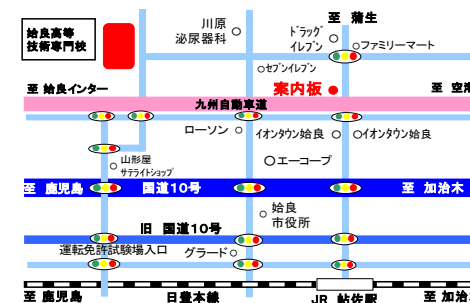 至 蒲生
川原
泌尿器科
ドラッグ
イレブン
姶良高等
技術専門校
ファミリーマート
セブンイレブン
至 姶良インター
案内板
至 空
九州自動車道
ローソン
イオンタウン姶良
イオンタウン姶良
山形屋
サテライトショップ
エーコープ
至 鹿児島
国道10号
至 加治木
姶良
市役所
旧 国道10号
運転免許試験場入口
グラード
至 鹿児島
日豊本線
JR 帖佐駅
至 加治